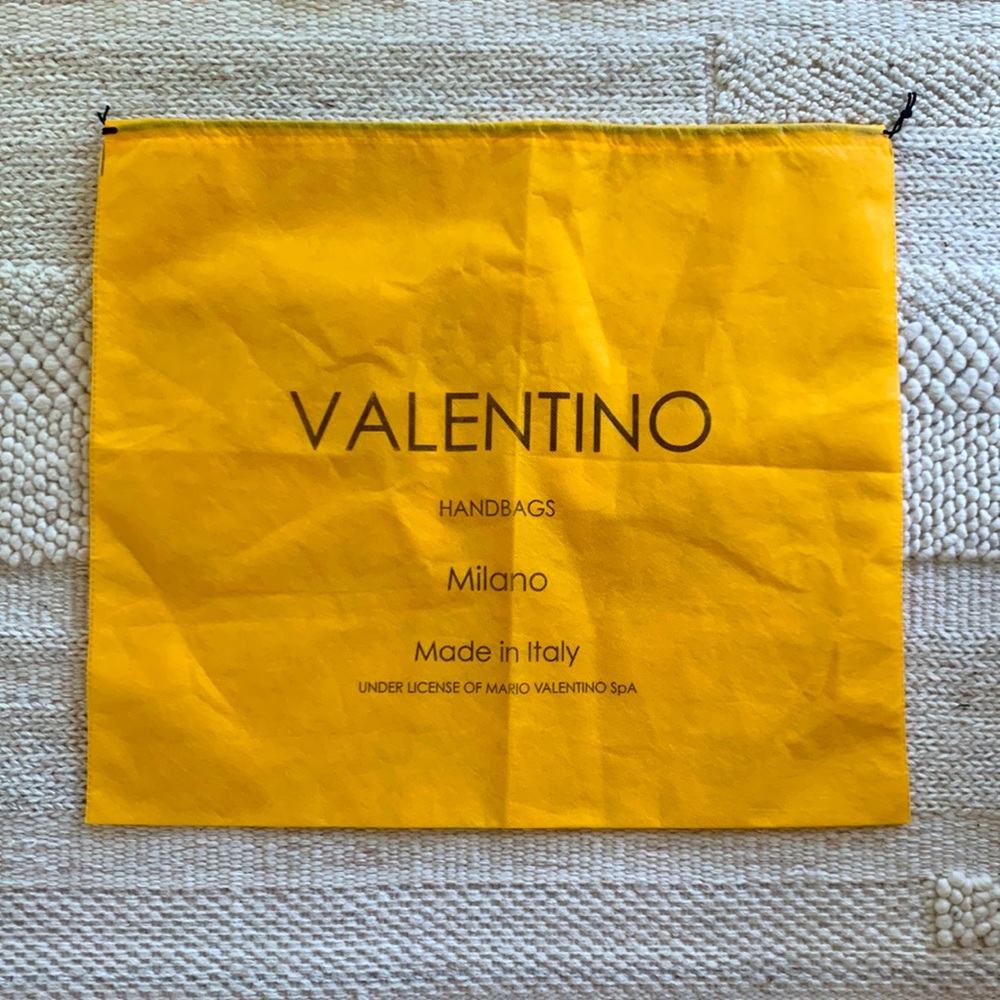 VALENTINO
HANDBAGS
Milano
Made in Italy
UNDER LICENSE OF MARIO VALENTINO SpA